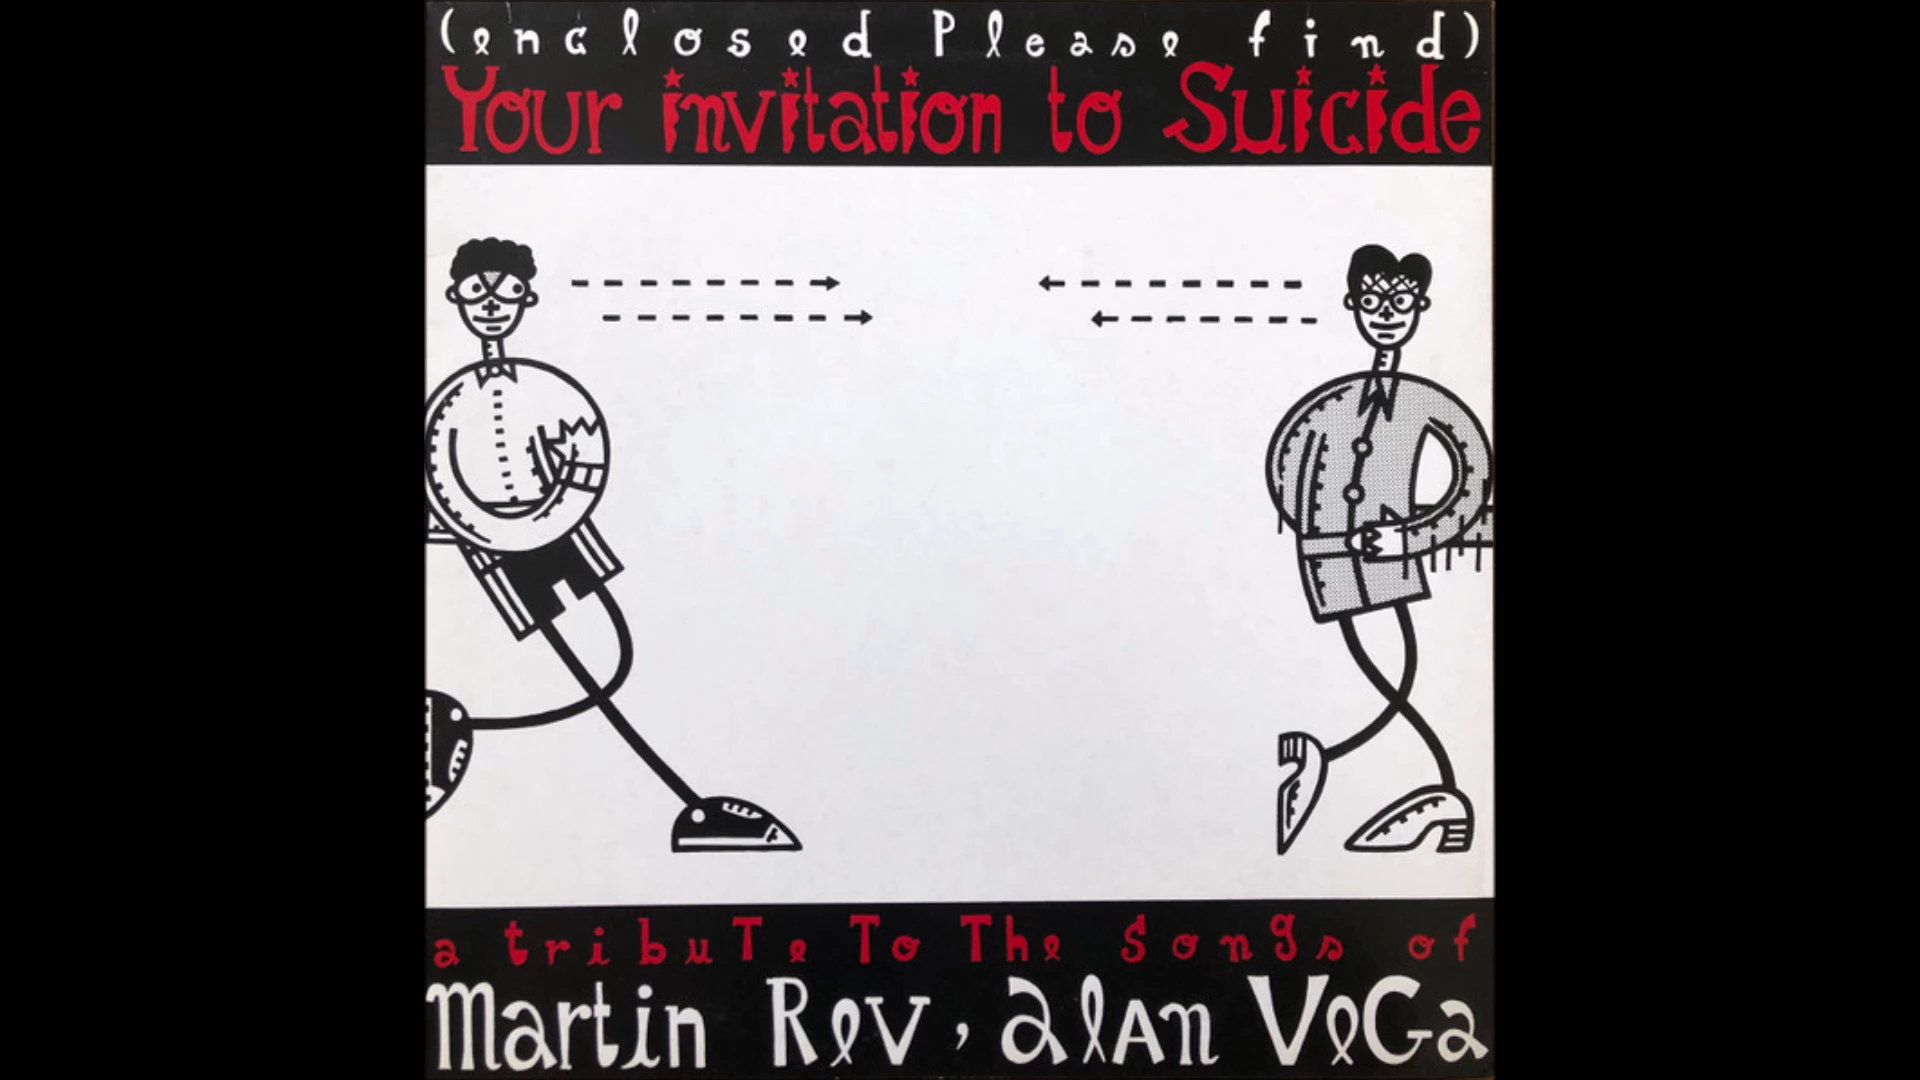 (enclosed Please find)
Your invitation to Suicide
a tribuTe To The Songs of
Martin Rev, alAn VeGa